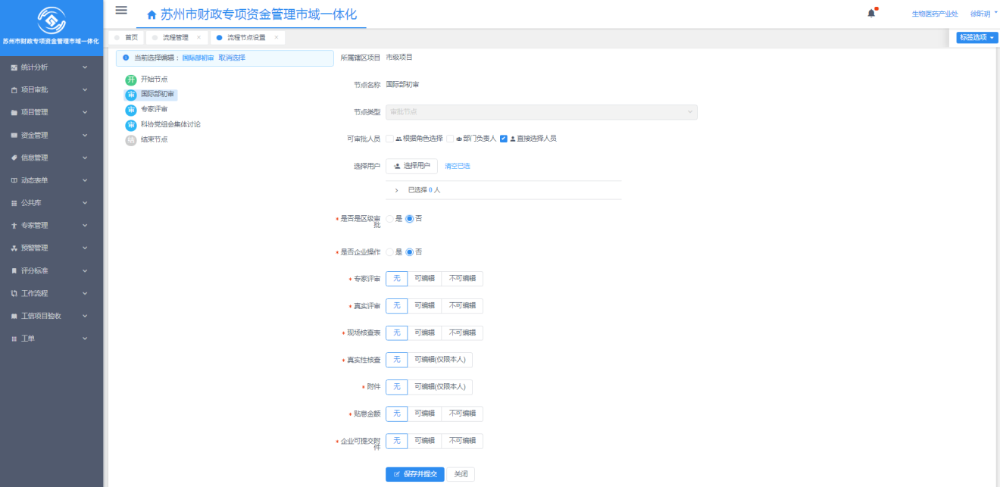 苏州市财政专项资金管理市域一体化
生物医药产业处
徐昕玥
苏州市财政专项资金管理市域一体化
首页
流程管理 ×
流程节点设置 ×
标签选项
统计分析
项目审批
项目管理
资金管理
信息管理
动态表单
公共库
专家管理
预警管理
评分标准
工作流程
工信项目验收
工单
当前选择编辑： 国际部初审 取消选择
开 开始节点
审 国际部初审
审 专家评审
审 科协党组会集体讨论
结 结束节点
所属辖区项目 市级项目
节点名称 国际部初审
节点类型 审批节点
可审批人员 根据角色选择 部门负责人 直接选择人员
选择用户 选择用户 清空已选
已选择 0 人
* 是否是区级审 是 否
批
* 是否企业操作 是 否
* 专家评审 无 可编辑 不可编辑
* 真实评审 无 可编辑 不可编辑
* 现场核查表 无 可编辑 不可编辑
* 真实性核查 无 可编辑(仅限本人)
* 附件 无 可编辑(仅限本人)
* 贴息金额 无 可编辑 不可编辑
* 企业可提交附 无 可编辑 不可编辑
件
保存并提交 关闭